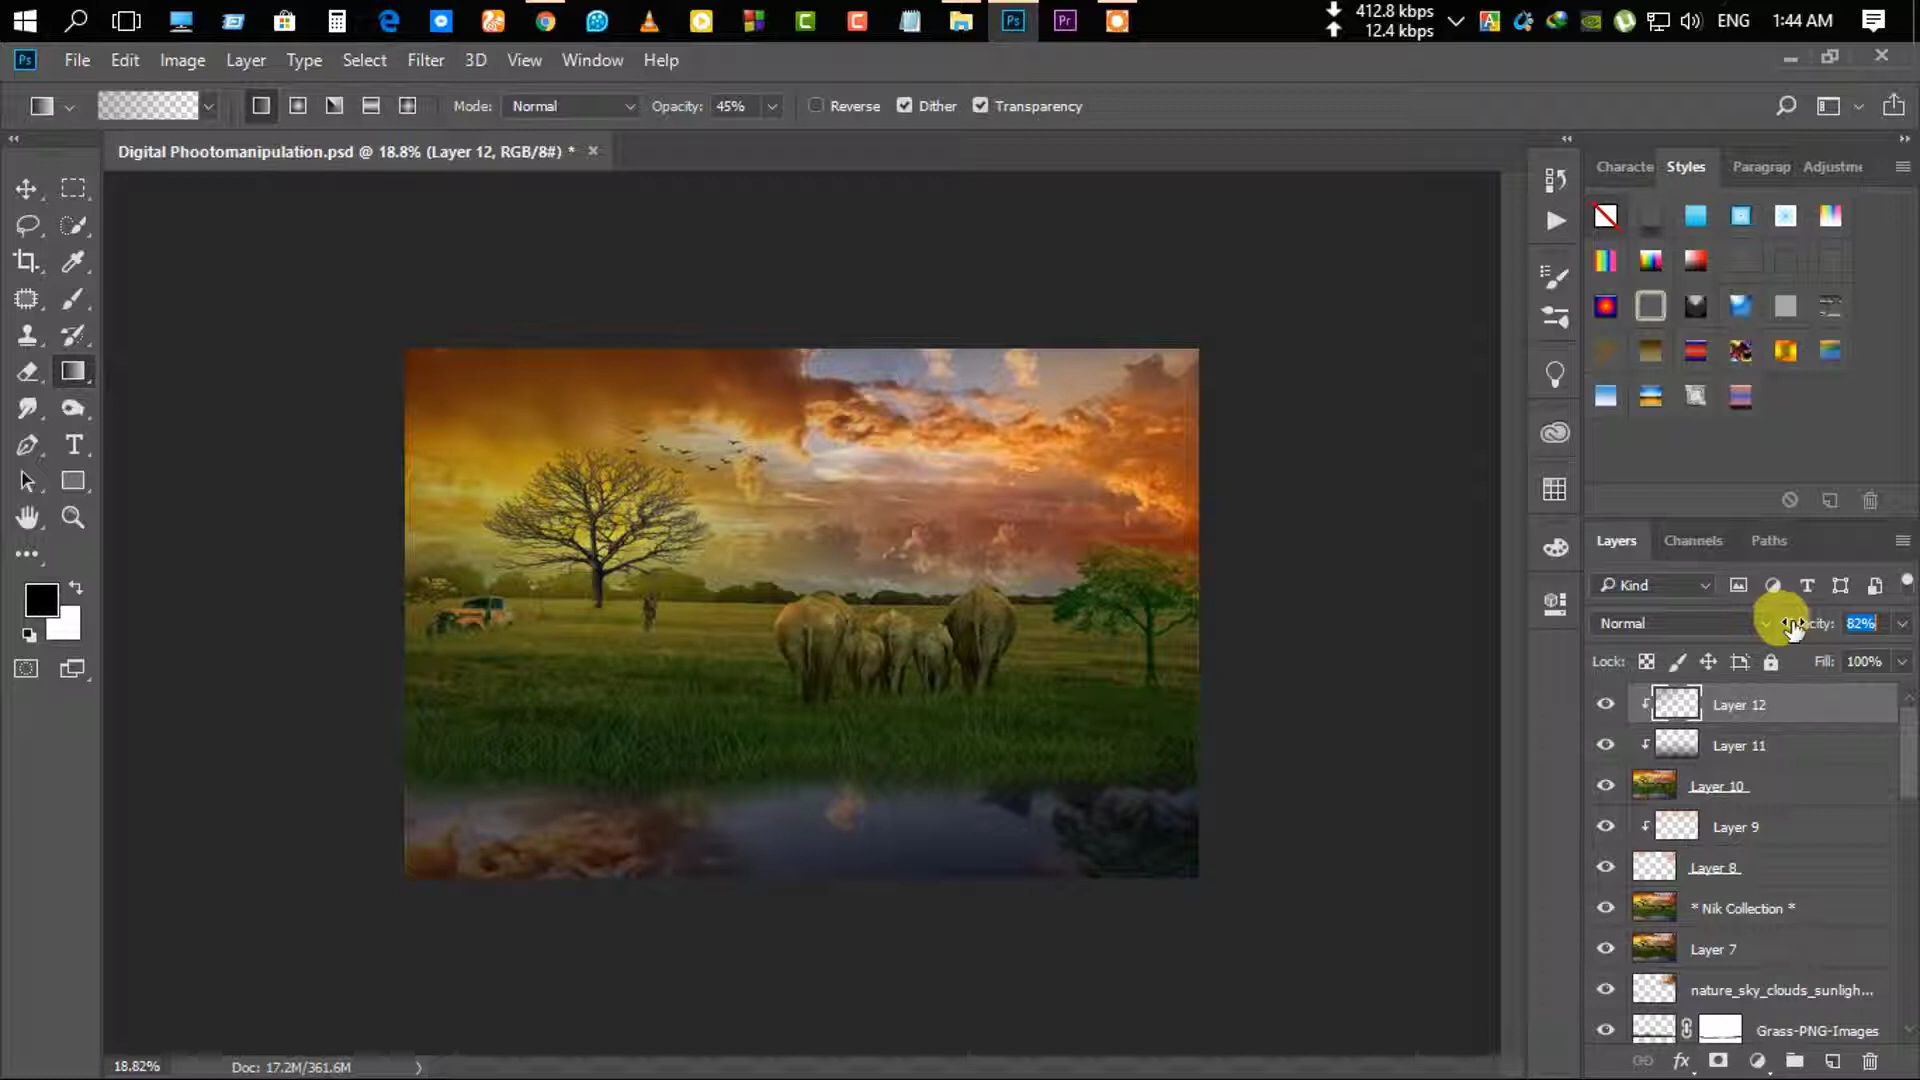 412.8 kbps
12.4 kbps
ENG
1:44 AM
Ps
Pr
File Edit Image Layer Type Select Filter 3D View Window Help
Mode: Normal Opacity: 45% Reverse Dither Transparency
Digital Phootomanipulation.psd @ 18.8% (Layer 12, RGB/8#) *
Characte Styles Paragrap Adjustme
Layers Channels Paths
Kind
Normal 82%
Lock: Fill: 100%
Layer 12
Layer 11
Layer 10
Layer 9
Layer 8
* Nik Collection *
Layer 7
nature_sky_clouds_sunligh...
Grass-PNG-Images
18.82% Doc: 17.2M/361.6M